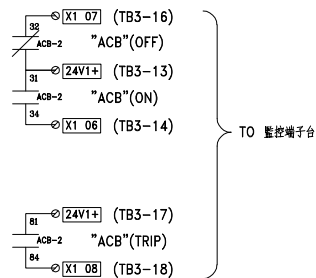 X1 07 (TB3-16)
32
ACB-2 "ACB"(OFF)
31 24V1+ (TB3-13)
ACB-2 "ACB"(ON)
34 X1 06 (TB3-14)
TO 監控端子台
24V1+ (TB3-17)
81
ACB-2 "ACB"(TRIP)
84
X1 08 (TB3-18)